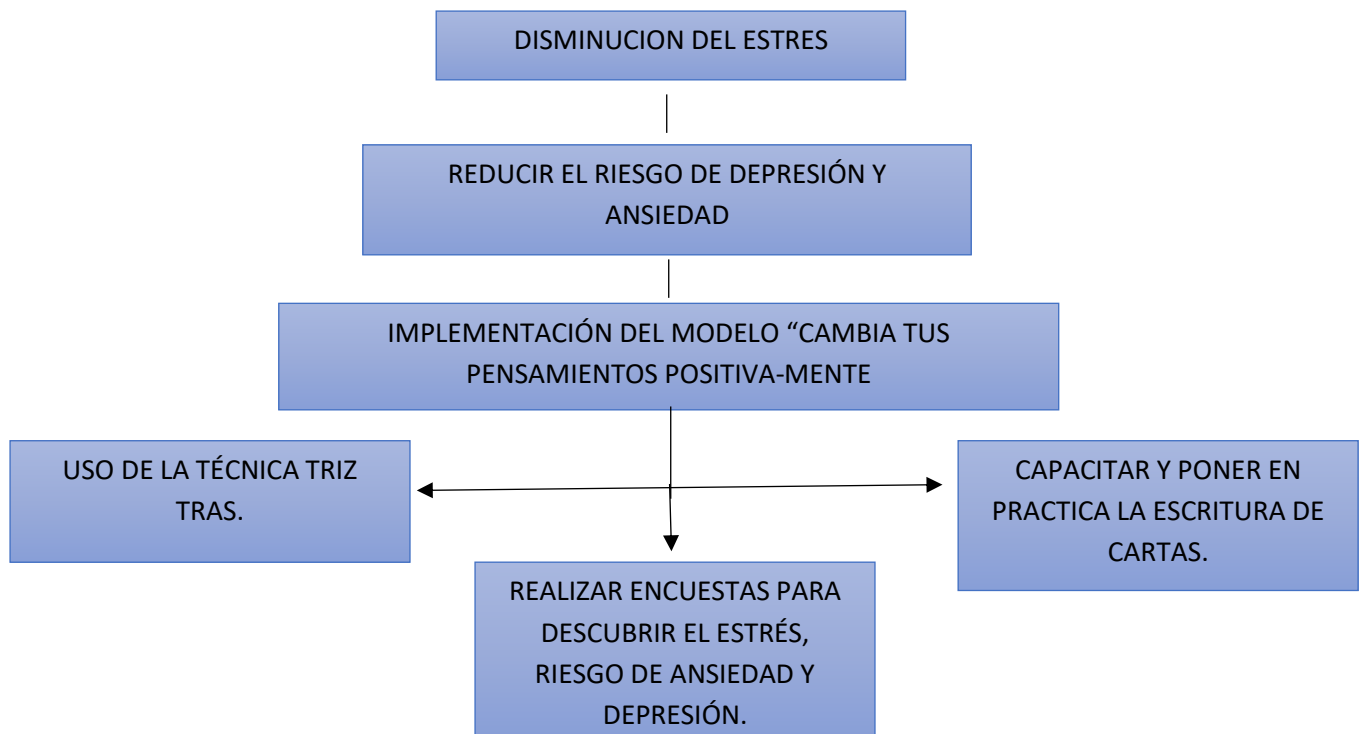 DISMINUCION DEL ESTRES
REDUCIR EL RIESGO DE DEPRESIÓN Y
ANSIEDAD
IMPLEMENTACIÓN DEL MODELO “CAMBIA TUS
PENSAMIENTOS POSITIVA-MENTE
USO DE LA TÉCNICA TRIZ
TRAS.
CAPACITAR Y PONER EN
PRACTICA LA ESCRITURA DE
CARTAS.
REALIZAR ENCUESTAS PARA
DESCUBRIR EL ESTRÉS,
RIESGO DE ANSIEDAD Y
DEPRESIÓN.